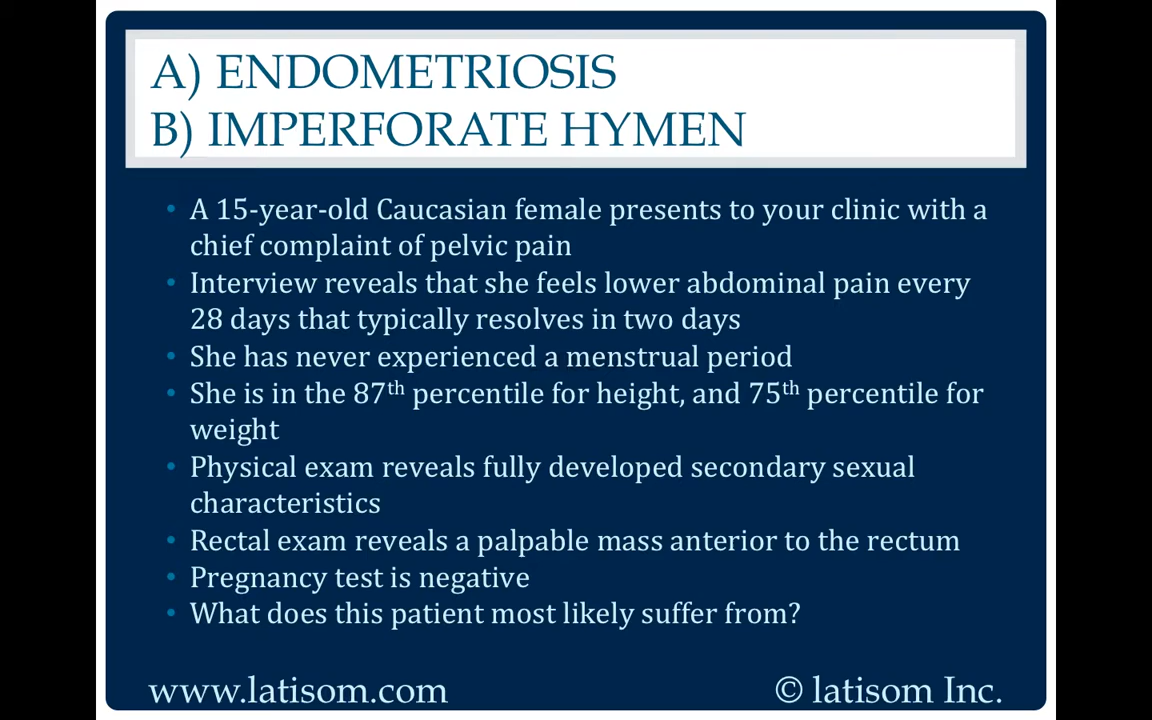 A) ENDOMETRIOSIS
B) IMPERFORATE HYMEN
• A 15-year-old Caucasian female presents to your clinic with a
chief complaint of pelvic pain
• Interview reveals that she feels lower abdominal pain every
28 days that typically resolves in two days
• She has never experienced a menstrual period
• She is in the 87th percentile for height, and 75th percentile for
weight
• Physical exam reveals fully developed secondary sexual
characteristics
• Rectal exam reveals a palpable mass anterior to the rectum
• Pregnancy test is negative
• What does this patient most likely suffer from?
www.latisom.com © latisom Inc.